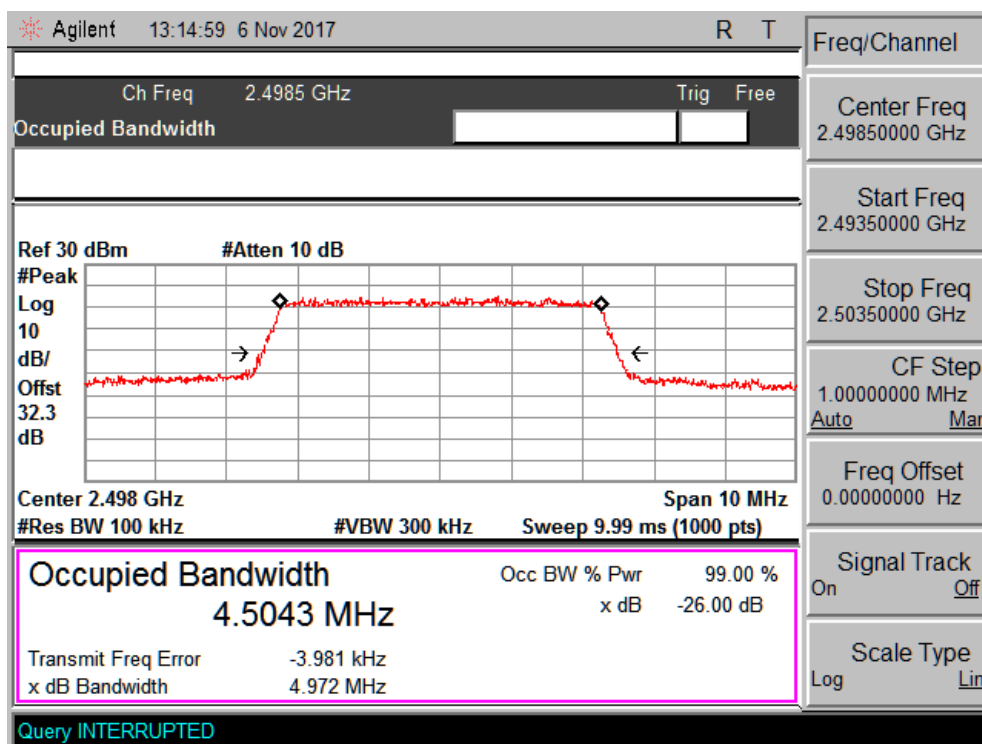 Agilent 13:14:59 6 Nov 2017 R T
Freq/Channel
Ch Freq 2.4985 GHz Trig Free
Occupied Bandwidth
Center Freq
2.49850000 GHz
Start Freq
2.49350000 GHz
Stop Freq
2.50350000 GHz
CF Step
1.00000000 MHz
Auto Man
Freq Offset
0.00000000 Hz
Signal Track
On Off
Scale Type
Log Lin
Ref 30 dBm #Atten 10 dB
#Peak
Log
10
dB/
Offst
32.3
dB
Center 2.498 GHz Span 10 MHz
#Res BW 100 kHz #VBW 300 kHz Sweep 9.99 ms (1000 pts)
Occupied Bandwidth Occ BW % Pwr 99.00 %
4.5043 MHz x dB -26.00 dB
Transmit Freq Error -3.981 kHz
x dB Bandwidth 4.972 MHz
Query INTERRUPTED